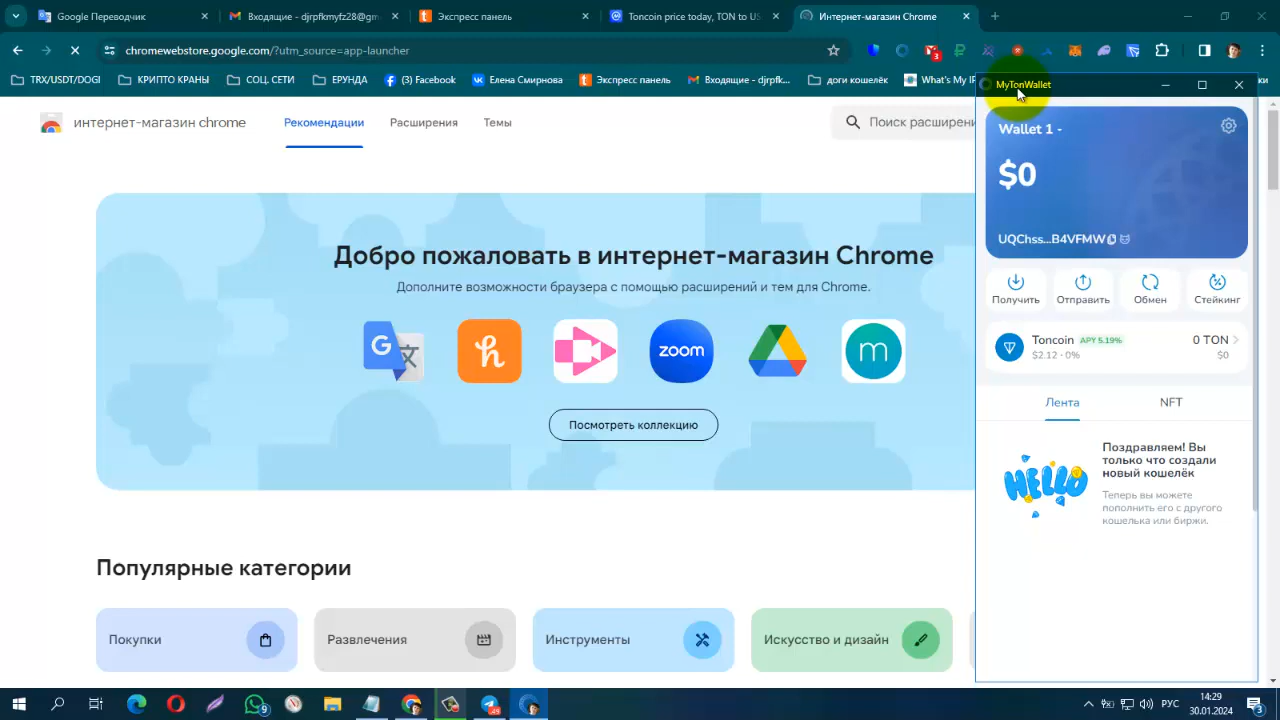 Google Переводчик
Входящие - djrpfkmyfz28@gm
Экспресс панель
Toncoin price today, TON to US
Интернет-магазин Chrome
chromewebstore.google.com/?utm_source=app-launcher
3
TRX/USDT/DOGI
КРИПТО КРАНЫ
СОЦ. СЕТИ
ЕРУНДА
(3) Facebook
Елена Смирнова
Экспресс панель
Входящие - djrpfk...
доги кошелёк
What's My IP
ки
интернет-магазин chrome
Рекомендации
Расширения
Темы
Поиск расширени
Добро пожаловать в интернет-магазин Chrome
Дополните возможности браузера с помощью расширений и тем для Chrome.
zoom
Посмотреть коллекцию
Популярные категории
Покупки
Развлечения
Инструменты
Искусство и дизайн
MyTonWallet
Wallet 1 -
$0
UQChss...B4VFMW
Получить
Отправить
Обмен
Стейкинг
Toncoin APY 5.19%
0 TON
$2.12 · 0%
$0
Лента
NFT
HELLO
Поздравляем! Вы
только что создали
новый кошелёк
Теперь вы можете
пополнить его с другого
кошелька или биржи.
9
РУС
14:29
30.01.2024
3